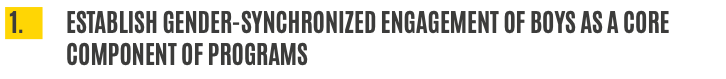 1. ESTABLISH GENDER-SYNCHRONIZED ENGAGEMENT OF BOYS AS A CORE
COMPONENT OF PROGRAMS